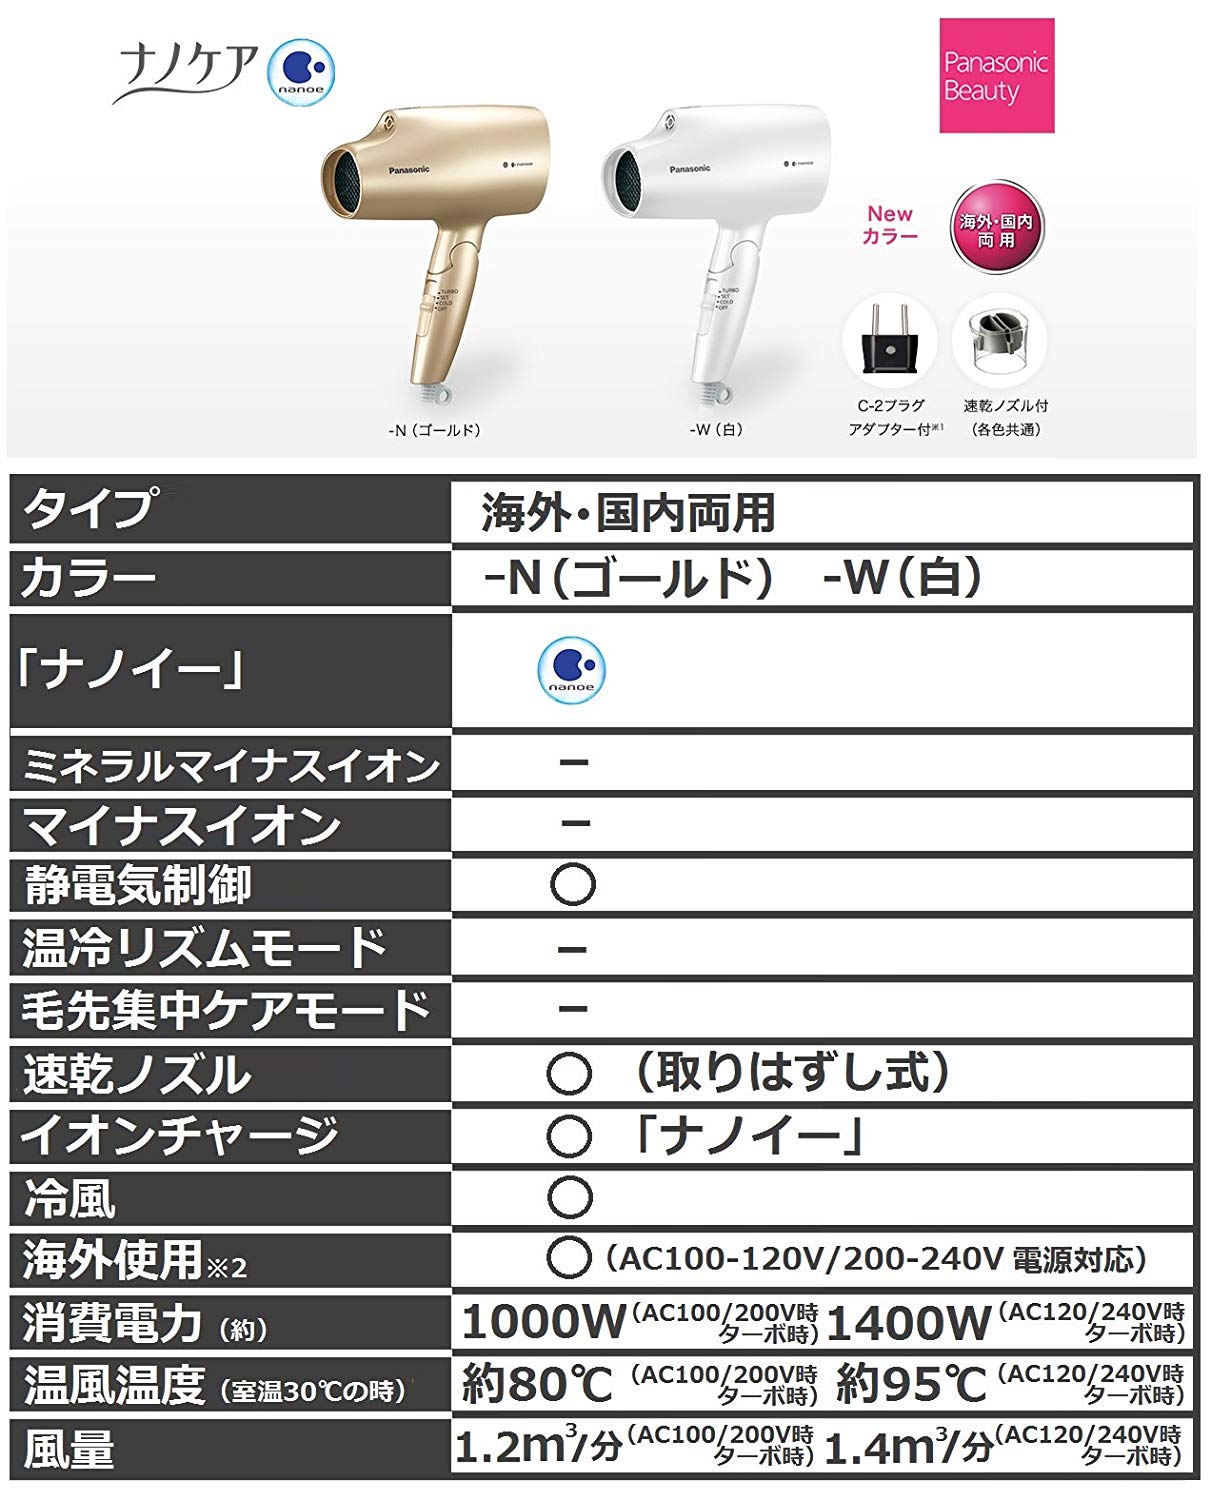 ナノケア nanoe
Panasonic
Beauty
Panasonic nanoe
Panasonic nanoe
New
カラー
海外・国内
両用
TURBO
SET
COLD
OFF
TURBO
SET
COLD
OFF
C-2プラグ
アダプター付※1
速乾ノズル付
（各色共通）
-N（ゴールド）
-W（白）
タイプ 海外・国内両用
カラー -N（ゴールド） -W（白）
「ナノイー」 nanoe
ミネラルマイナスイオン －
マイナスイオン －
静電気制御 ○
温冷リズムモード －
毛先集中ケアモード －
速乾ノズル ○ （取りはずし式）
イオンチャージ ○ 「ナノイー」
冷風 ○
海外使用※2 ○（AC100-120V/200-240V 電源対応）
消費電力（約） 1000W（AC100/200V時 ターボ時） 1400W（AC120/240V時 ターボ時）
温風温度（室温30℃の時） 約80℃（AC100/200V時 ターボ時） 約95℃（AC120/240V時 ターボ時）
風量 1.2m³/分（AC100/200V時 ターボ時） 1.4m³/分（AC120/240V時 ターボ時）